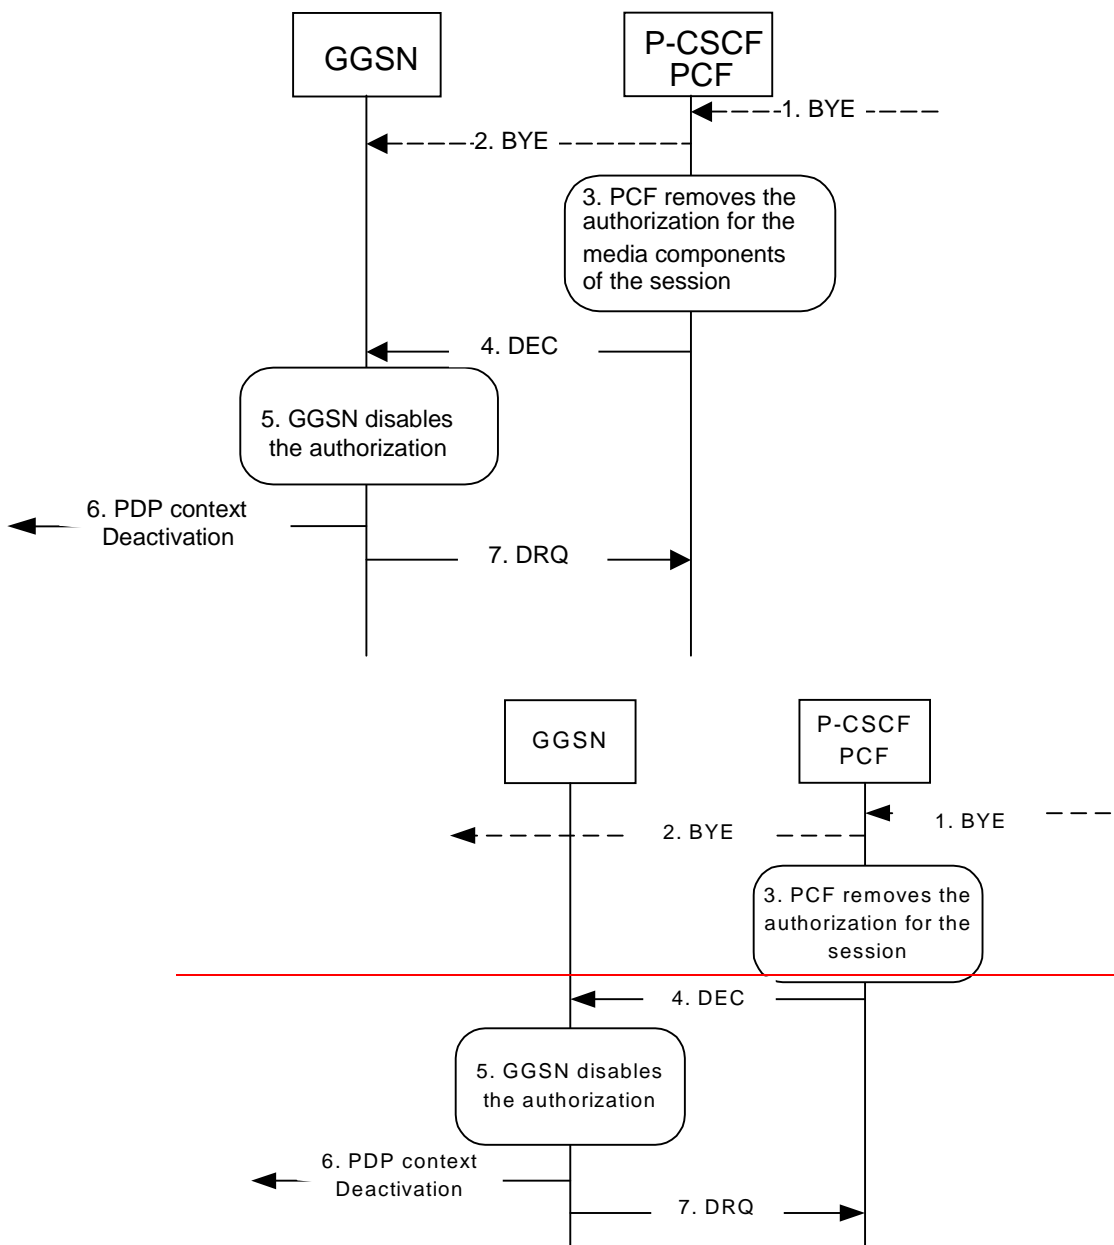 GGSN
P-CSCF
PCF
1. BYE
2. BYE
3. PCF removes the
authorization for the
media components
of the session
4. DEC
5. GGSN disables
the authorization
6. PDP context
Deactivation
7. DRQ
GGSN
P-CSCF
PCF
1. BYE
2. BYE
3. PCF removes the
authorization for the
session
4. DEC
5. GGSN disables
the authorization
6. PDP context
Deactivation
7. DRQ